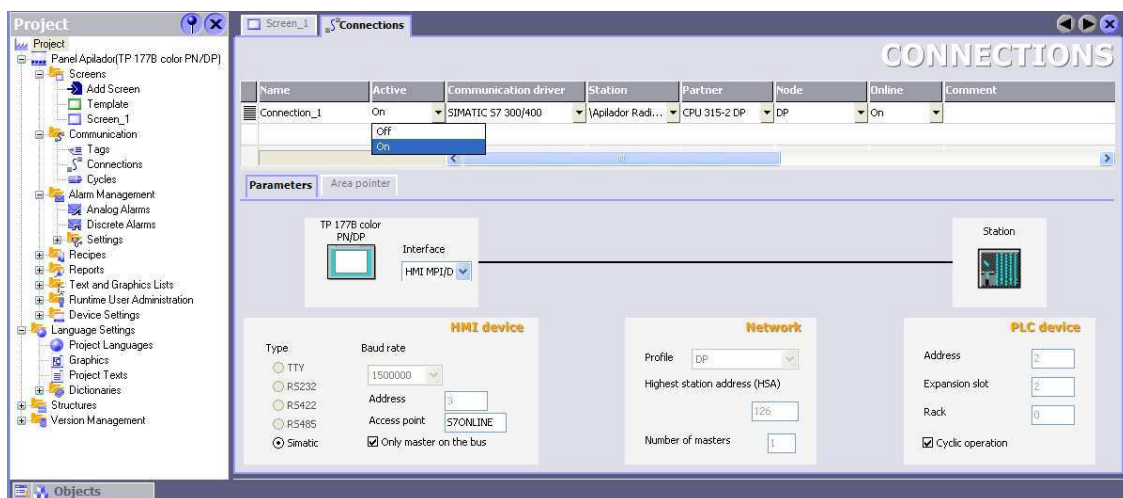 Project
Screen_1
Connections
Project
Panel Apilador(TP 177B color PN/DP)
Screens
Add Screen
Template
Screen_1
Communication
Tags
Connections
Cycles
Alarm Management
Analog Alarms
Discrete Alarms
Settings
Recipes
Reports
Text and Graphics Lists
Runtime User Administration
Device Settings
Language Settings
Project Languages
Graphics
Project Texts
Dictionaries
Structures
Version Management
Objects
CONNECTIONS
Name Active Communication driver Station Partner Node Online Comment
Connection_1 On SIMATIC S7 300/400 \Apilador Radi... CPU 315-2 DP DP On
Off
On
Parameters Area pointer
TP 177B color
PN/DP
Interface
HMI MPI/D
Station
HMI device
Type Baud rate
TTY
1500000
RS232
Address 3
RS422
Access point S7ONLINE
RS485
Simatic
Only master on the bus
Network
Profile DP
Highest station address (HSA)
126
Number of masters 1
PLC device
Address 2
Expansion slot 2
Rack 0
Cyclic operation